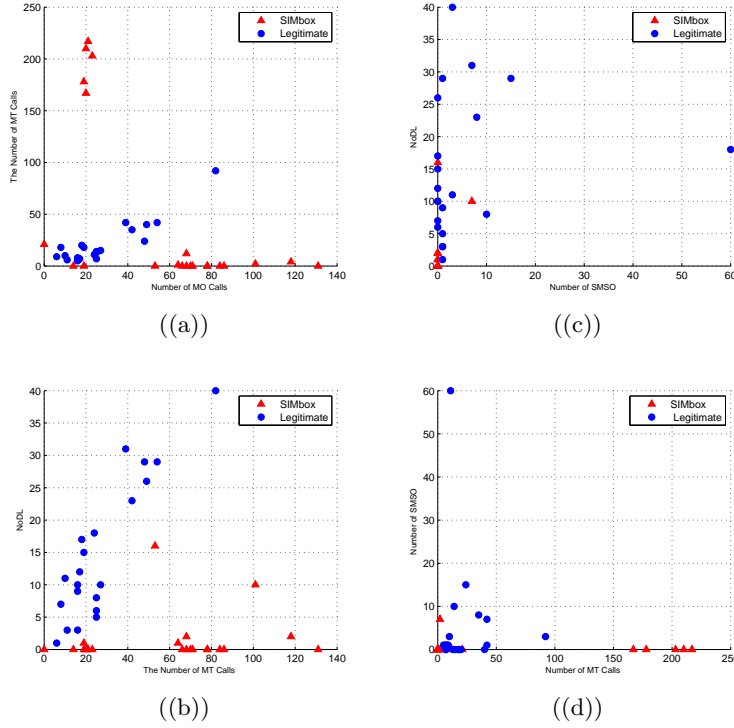 250
200
150
100
50
0
The Number of MT Calls
SIMbox
Legitimate
0 20 40 60 80 100 120 140
Number of MO Calls
((a))
40
35
30
25
20
15
10
5
0
NoDL
SIMbox
Legitimate
0 10 20 30 40 50 60
Number of SMSO
((c))
40
35
30
25
20
15
10
5
0
NoDL
SIMbox
Legitimate
0 20 40 60 80 100 120 140
The Number of MT Calls
((b))
60
50
40
30
20
10
0
Number of SMSO
SIMbox
Legitimate
0 50 100 150 200 250
Number of MT Calls
((d))